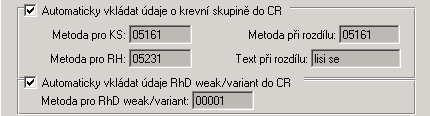 Automaticky vkládat údaje o krevní skupině do CR
Metoda pro KS: 05161 Metoda při rozdílu: 05161
Metoda pro RH: 05231 Text při rozdílu: lisi se
Automaticky vkládat údaje RhD weak/variant do CR
Metoda pro RhD weak/variant: 00001